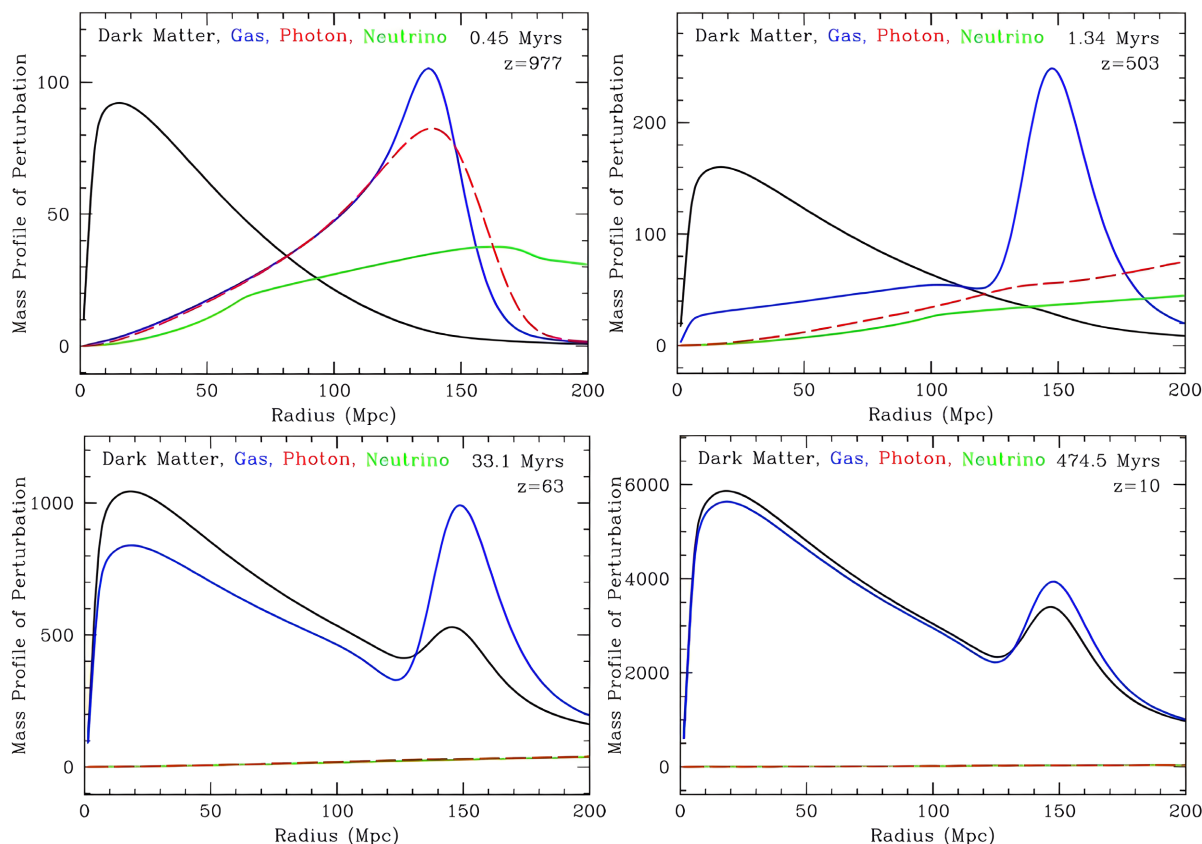 Dark Matter, Gas, Photon, Neutrino 0.45 Myrs
z=977
Mass Profile of Perturbation
100
50
0
0 50 100 150 200
Radius (Mpc)
Dark Matter, Gas, Photon, Neutrino 1.34 Myrs
z=503
Mass Profile of Perturbation
200
100
0
0 50 100 150 200
Radius (Mpc)
Dark Matter, Gas, Photon, Neutrino 33.1 Myrs
z=63
Mass Profile of Perturbation
1000
500
0
0 50 100 150 200
Radius (Mpc)
Dark Matter, Gas, Photon, Neutrino 474.5 Myrs
z=10
Mass Profile of Perturbation
6000
4000
2000
0
0 50 100 150 200
Radius (Mpc)